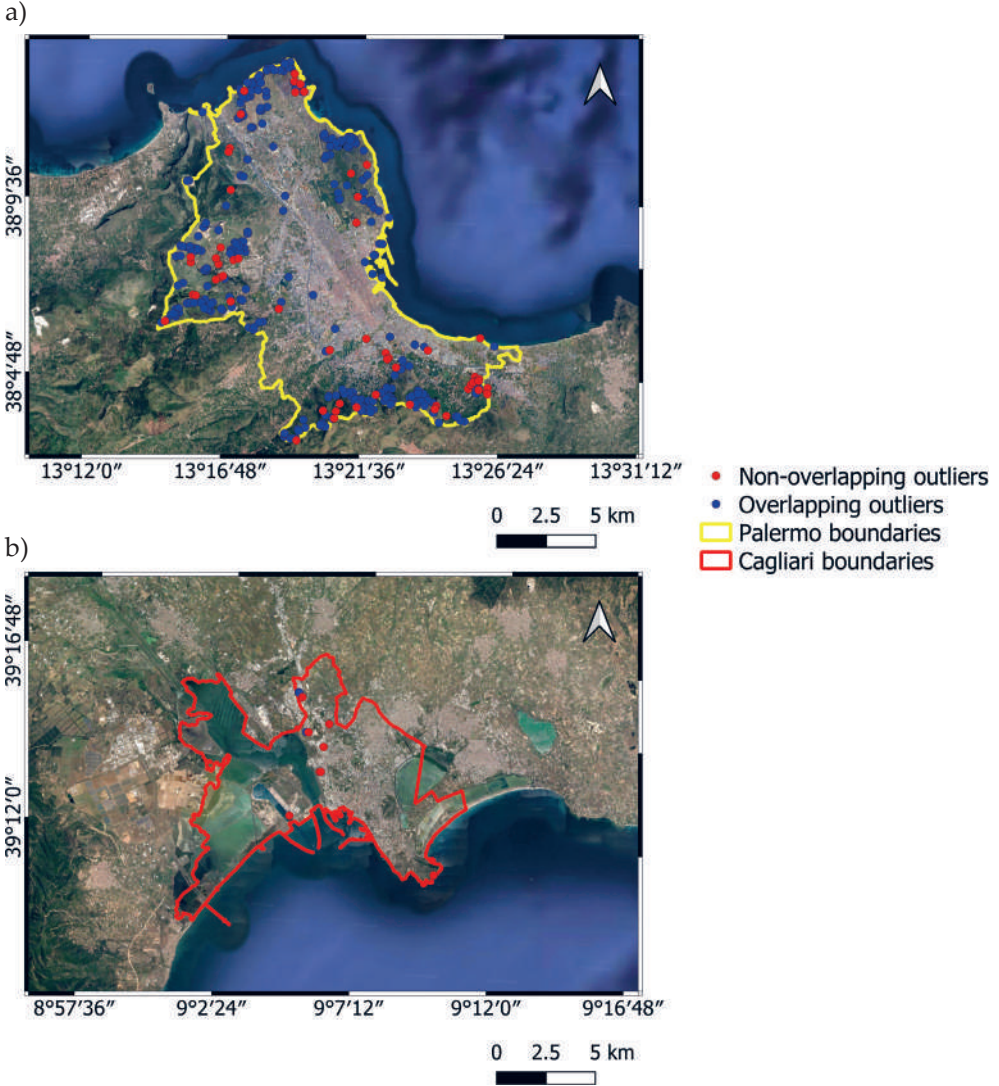 a)
38°9′36″
38°4′48″
13°12′0″ 13°16′48″ 13°21′36″ 13°26′24″ 13°31′12″
0 2.5 5 km
Non-overlapping outliers
Overlapping outliers
Palermo boundaries
Cagliari boundaries
b)
39°16′48″
39°12′0″
8°57′36″ 9°2′24″ 9°7′12″ 9°12′0″ 9°16′48″
0 2.5 5 km